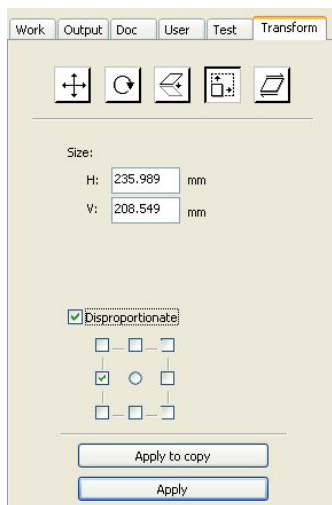 Work Output Doc User Test Transform
Size:
H: 235.989 mm
V: 208.549 mm
Disproportionate
Apply to copy
Apply